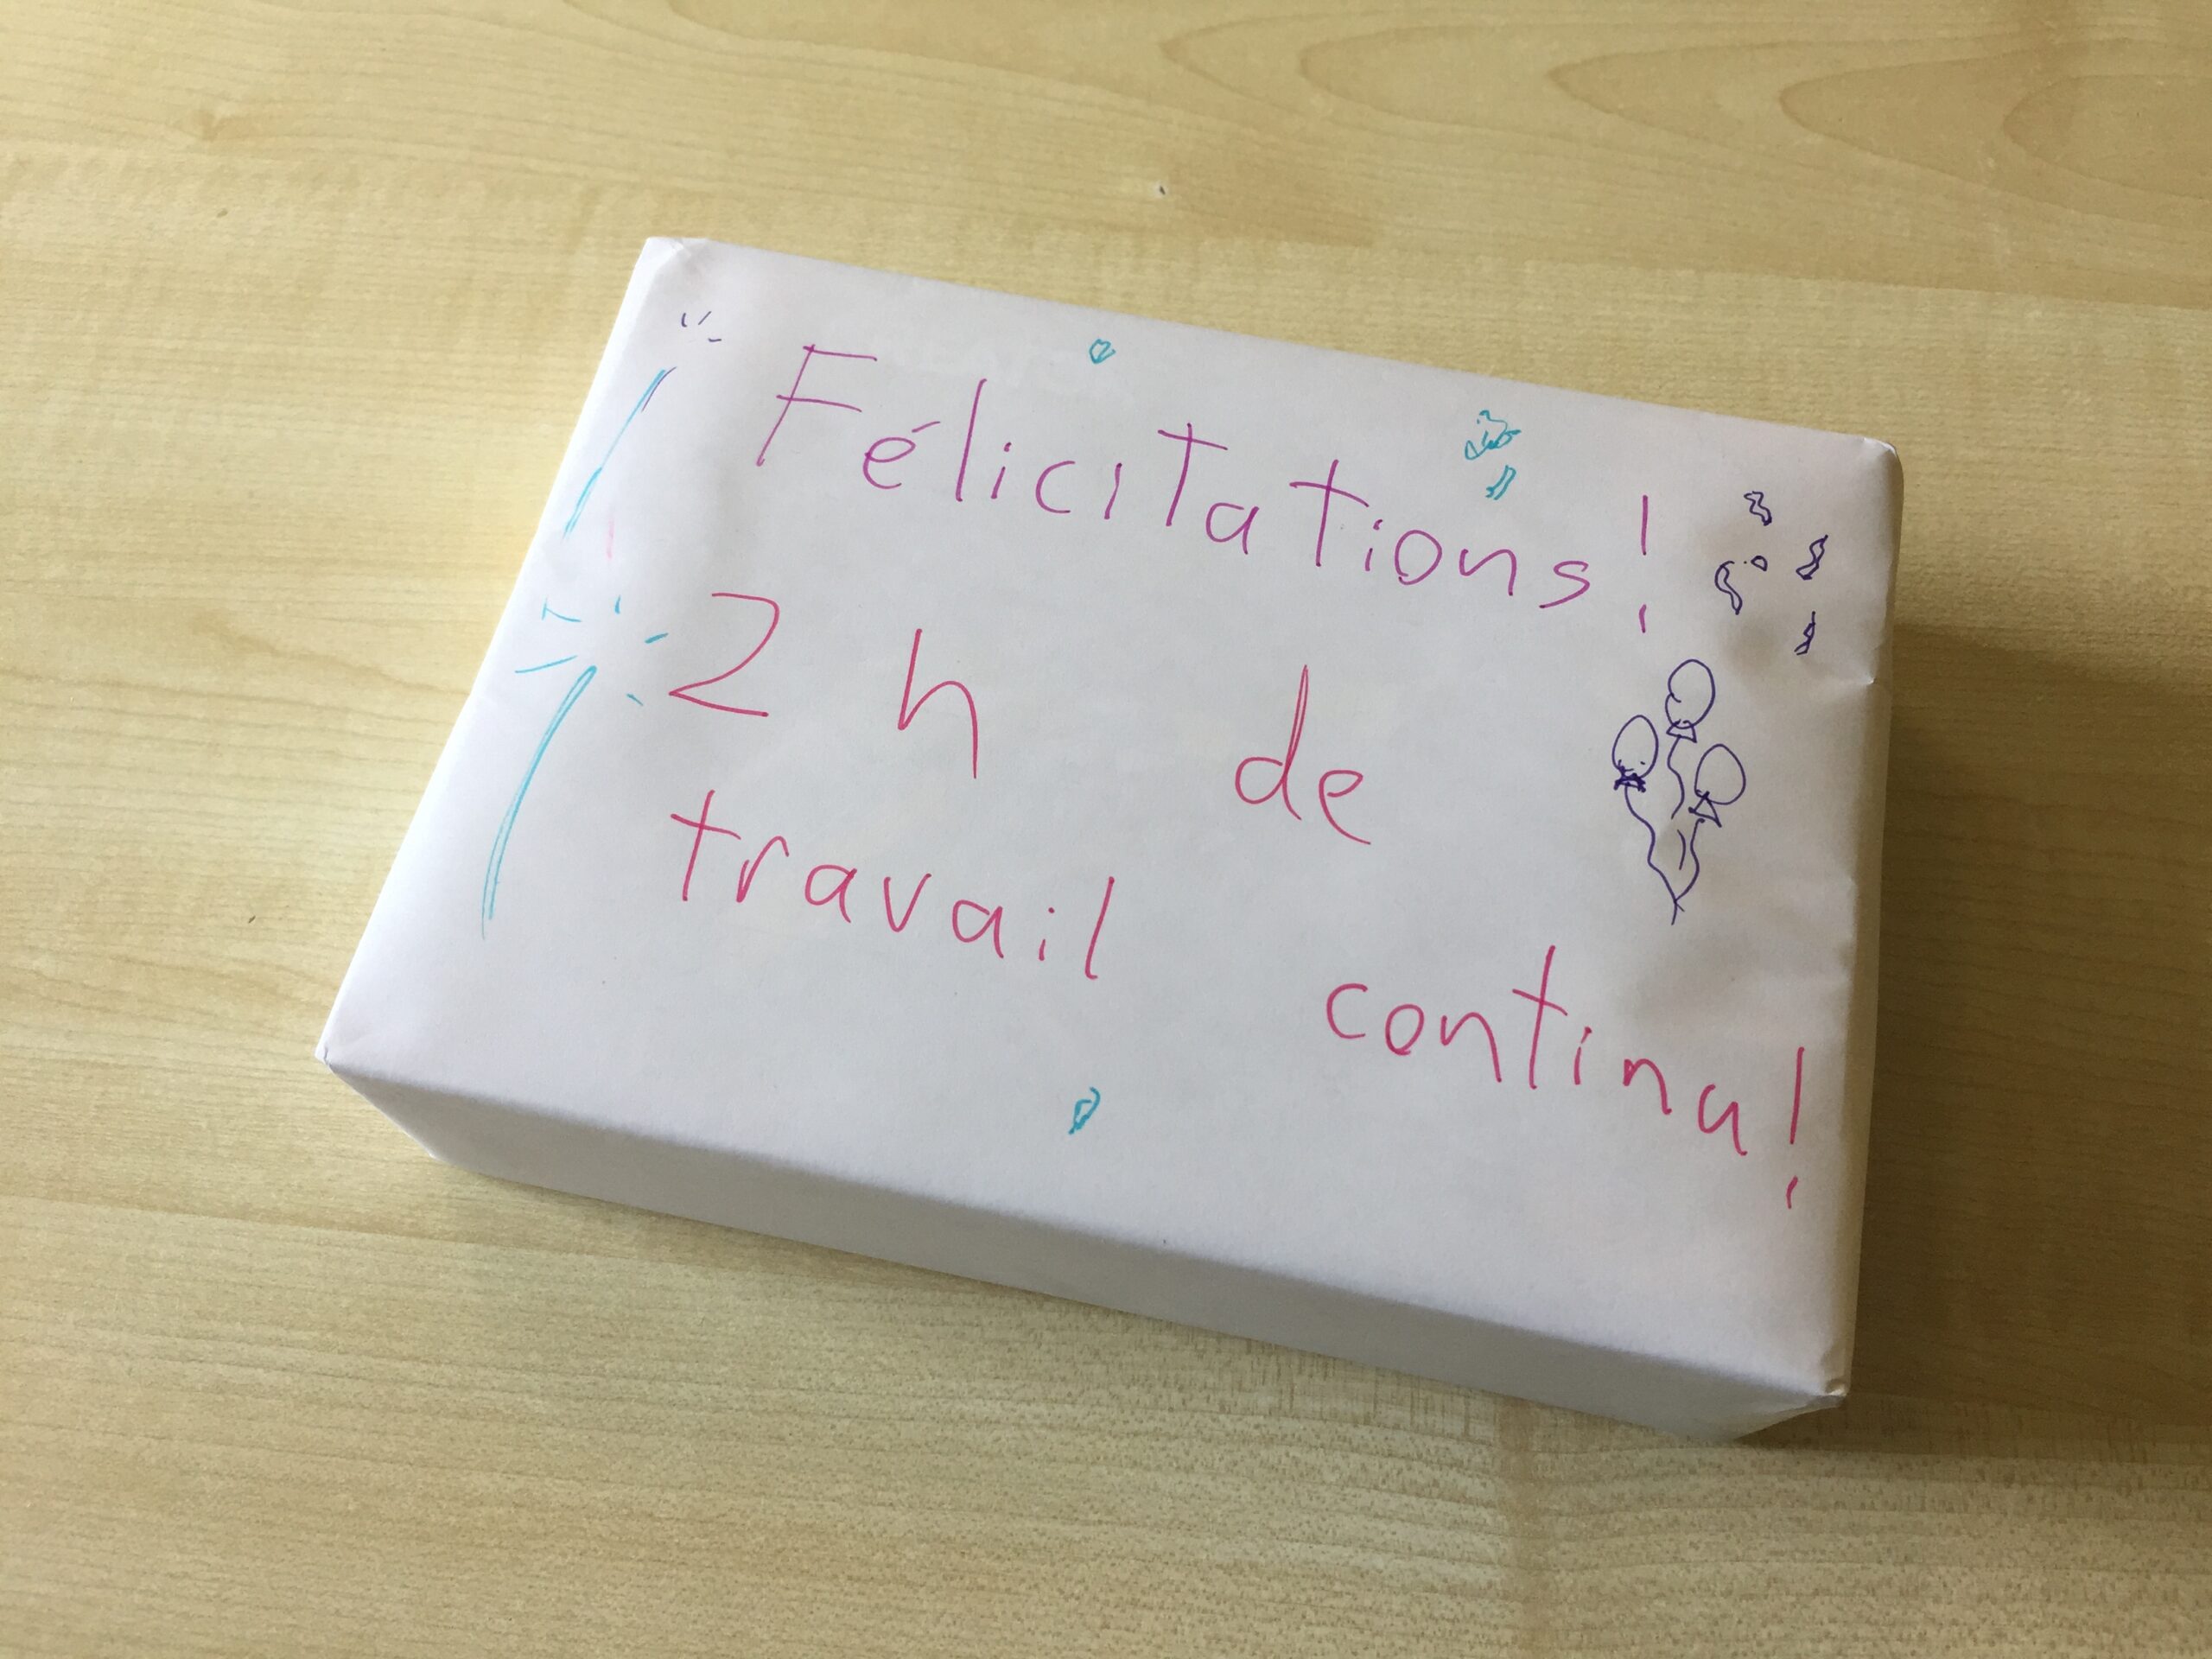 Félicitations!
2 h de
travail
continu!